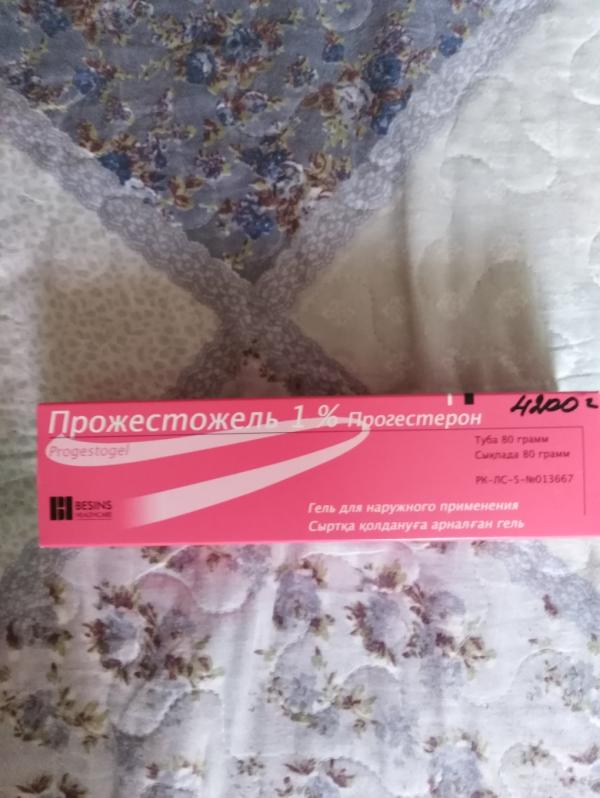 4200 г
Прожестожель 1 % Прогестерон
Progestogel
Туба 80 грамм
Сықпада 80 грамм
РК-ЛС-5-№013667
BESINS
HEALTHCARE
Гель для наружного применения
Сыртқа қолдануға арналған гель